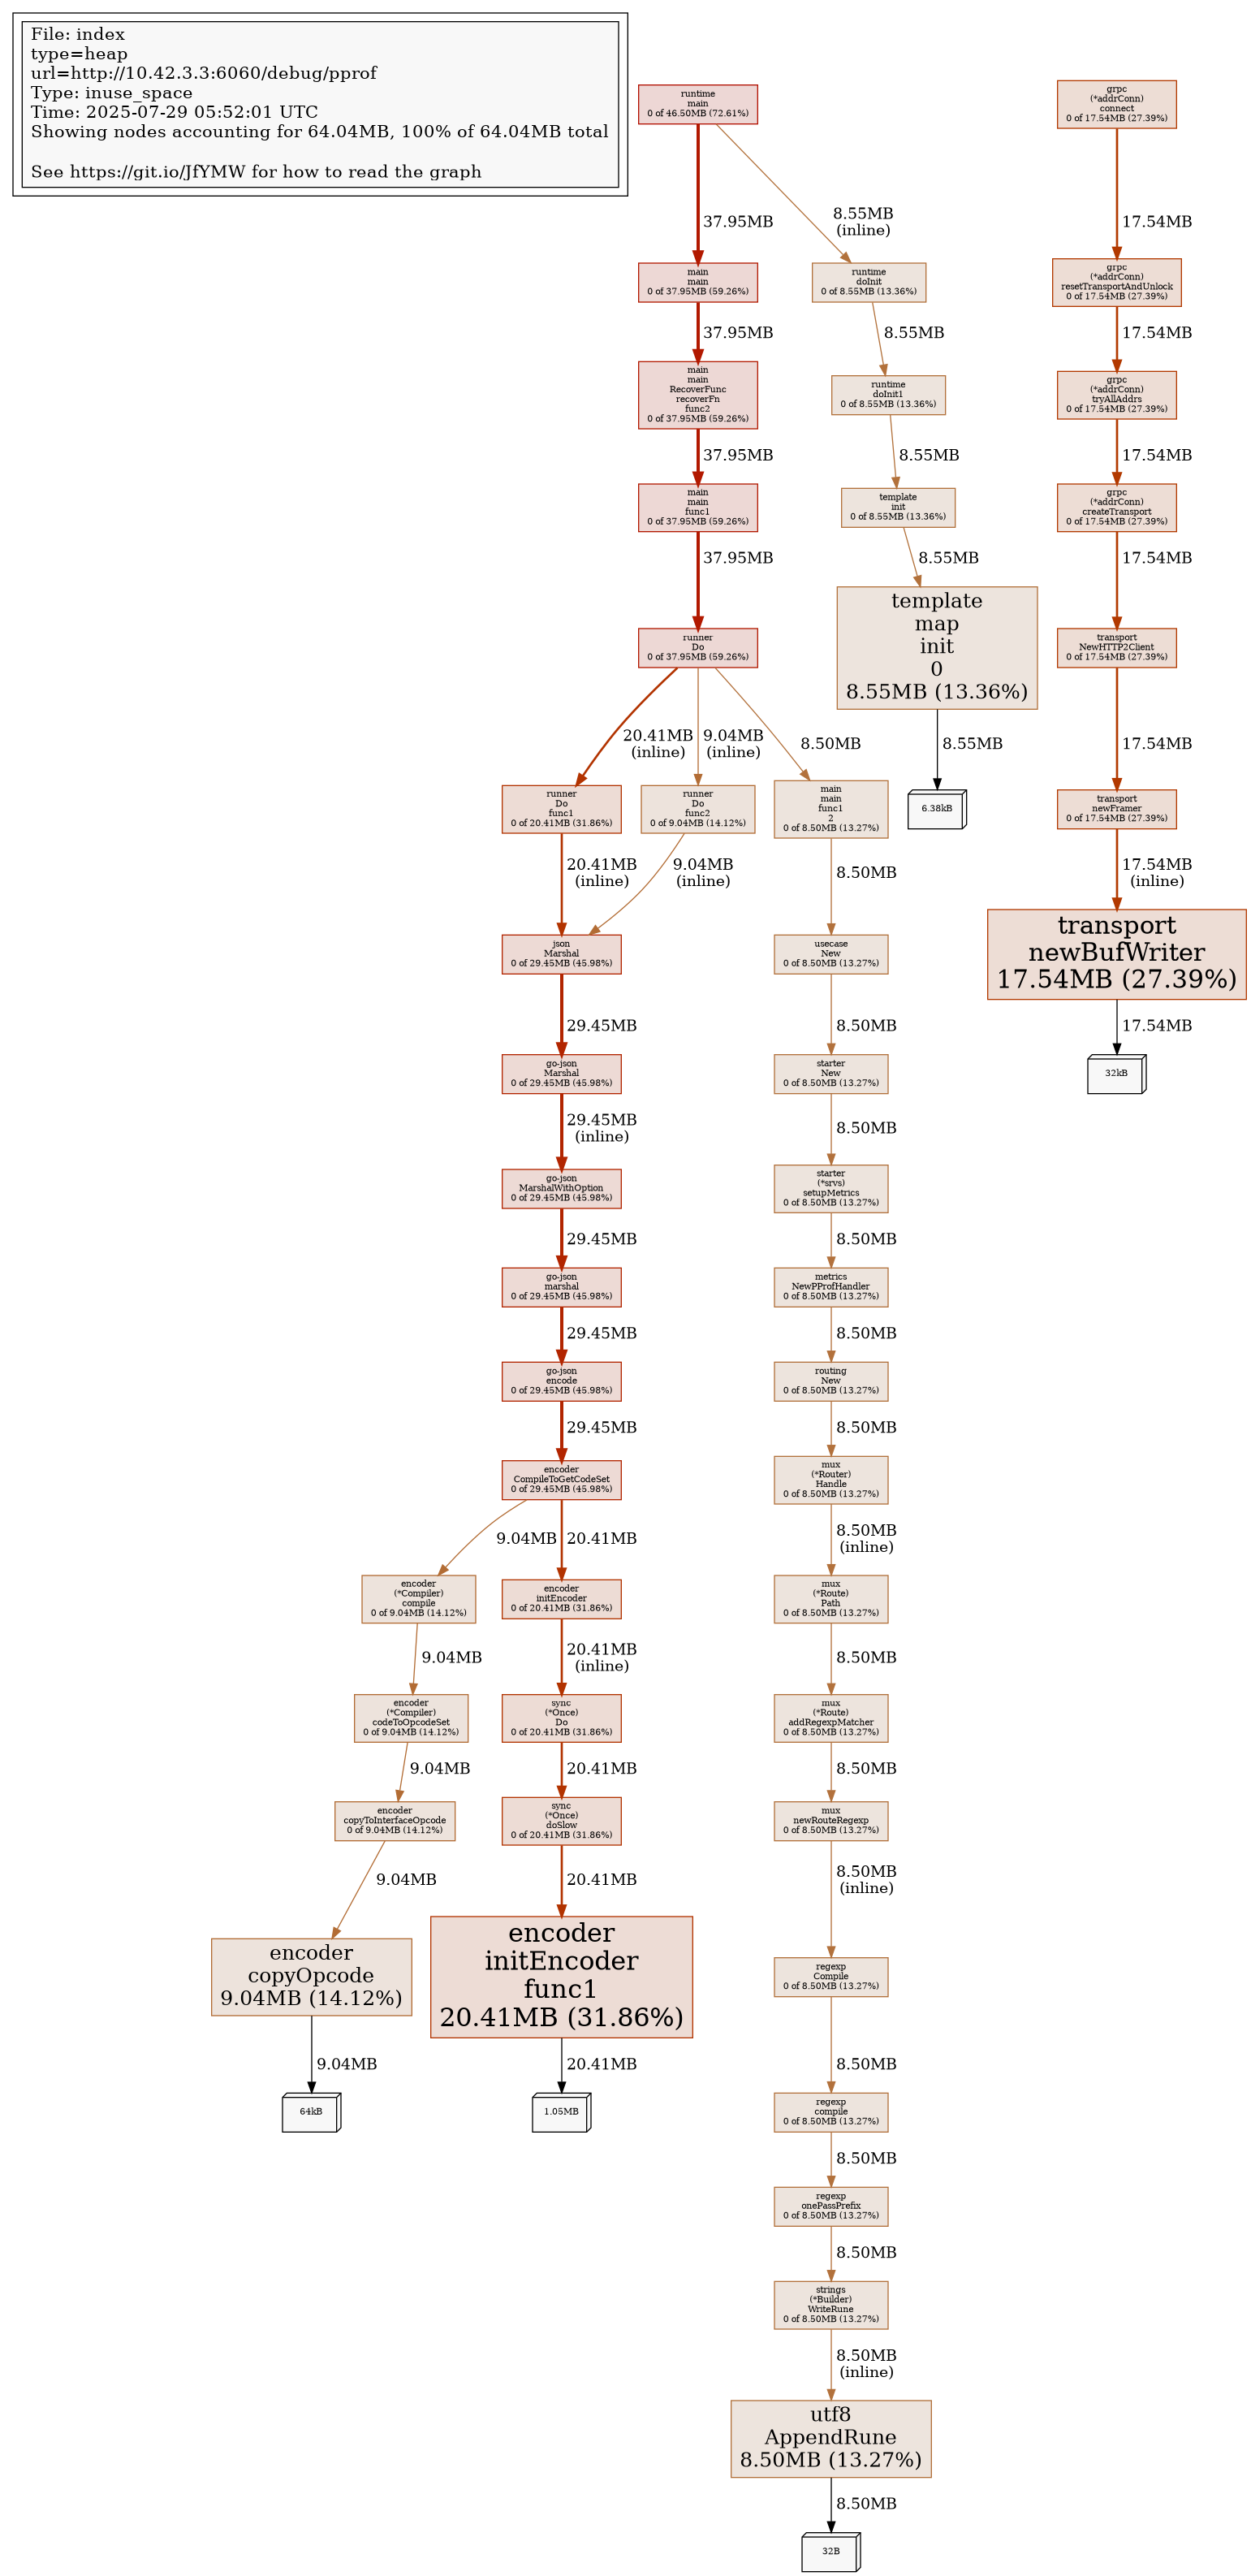 File: index
type=heap
url=http://10.42.3.3:6060/debug/pprof
Type: inuse_space
Time: 2025-07-29 05:52:01 UTC
Showing nodes accounting for 64.04MB, 100% of 64.04MB total
See https://git.io/JfYMW for how to read the graph
runtime
main
0 of 46.50MB (72.61%)
grpc
(*addrConn)
connect
0 of 17.54MB (27.39%)
37.95MB
8.55MB
(inline)
17.54MB
main
main
0 of 37.95MB (59.26%)
runtime
doInit
0 of 8.55MB (13.36%)
grpc
(*addrConn)
resetTransportAndUnlock
0 of 17.54MB (27.39%)
37.95MB
8.55MB
17.54MB
main
main
RecoverFunc
recoverFn
func2
0 of 37.95MB (59.26%)
runtime
doInit1
0 of 8.55MB (13.36%)
grpc
(*addrConn)
tryAllAddrs
0 of 17.54MB (27.39%)
37.95MB
8.55MB
17.54MB
main
main
func1
0 of 37.95MB (59.26%)
template
init
0 of 8.55MB (13.36%)
grpc
(*addrConn)
createTransport
0 of 17.54MB (27.39%)
37.95MB
8.55MB
17.54MB
runner
Do
0 of 37.95MB (59.26%)
template
map
init
0
8.55MB (13.36%)
transport
NewHTTP2Client
0 of 17.54MB (27.39%)
20.41MB
(inline)
9.04MB
(inline)
8.50MB
8.55MB
17.54MB
runner
Do
func1
0 of 20.41MB (31.86%)
runner
Do
func2
0 of 9.04MB (14.12%)
main
main
func1
2
0 of 8.50MB (13.27%)
6.38kB
transport
newFramer
0 of 17.54MB (27.39%)
20.41MB
(inline)
9.04MB
(inline)
8.50MB
17.54MB
(inline)
json
Marshal
0 of 29.45MB (45.98%)
usecase
New
0 of 8.50MB (13.27%)
transport
newBufWriter
17.54MB (27.39%)
29.45MB
8.50MB
17.54MB
go-json
Marshal
0 of 29.45MB (45.98%)
starter
New
0 of 8.50MB (13.27%)
32kB
29.45MB
(inline)
8.50MB
go-json
MarshalWithOption
0 of 29.45MB (45.98%)
starter
(*srvs)
setupMetrics
0 of 8.50MB (13.27%)
29.45MB
8.50MB
go-json
marshal
0 of 29.45MB (45.98%)
metrics
NewPProfHandler
0 of 8.50MB (13.27%)
29.45MB
8.50MB
go-json
encode
0 of 29.45MB (45.98%)
routing
New
0 of 8.50MB (13.27%)
29.45MB
8.50MB
encoder
CompileToGetCodeSet
0 of 29.45MB (45.98%)
mux
(*Router)
Handle
0 of 8.50MB (13.27%)
9.04MB
20.41MB
8.50MB
(inline)
encoder
(*Compiler)
compile
0 of 9.04MB (14.12%)
encoder
initEncoder
0 of 20.41MB (31.86%)
mux
(*Route)
Path
0 of 8.50MB (13.27%)
9.04MB
20.41MB
(inline)
8.50MB
encoder
(*Compiler)
codeToOpcodeSet
0 of 9.04MB (14.12%)
sync
(*Once)
Do
0 of 20.41MB (31.86%)
mux
(*Route)
addRegexpMatcher
0 of 8.50MB (13.27%)
9.04MB
20.41MB
8.50MB
encoder
copyToInterfaceOpcode
0 of 9.04MB (14.12%)
sync
(*Once)
doSlow
0 of 20.41MB (31.86%)
mux
newRouteRegexp
0 of 8.50MB (13.27%)
9.04MB
20.41MB
8.50MB
(inline)
encoder
copyOpcode
9.04MB (14.12%)
encoder
initEncoder
func1
20.41MB (31.86%)
regexp
Compile
0 of 8.50MB (13.27%)
9.04MB
20.41MB
8.50MB
64kB
1.05MB
regexp
compile
0 of 8.50MB (13.27%)
8.50MB
regexp
onePassPrefix
0 of 8.50MB (13.27%)
8.50MB
strings
(*Builder)
WriteRune
0 of 8.50MB (13.27%)
8.50MB
(inline)
utf8
AppendRune
8.50MB (13.27%)
8.50MB
32B